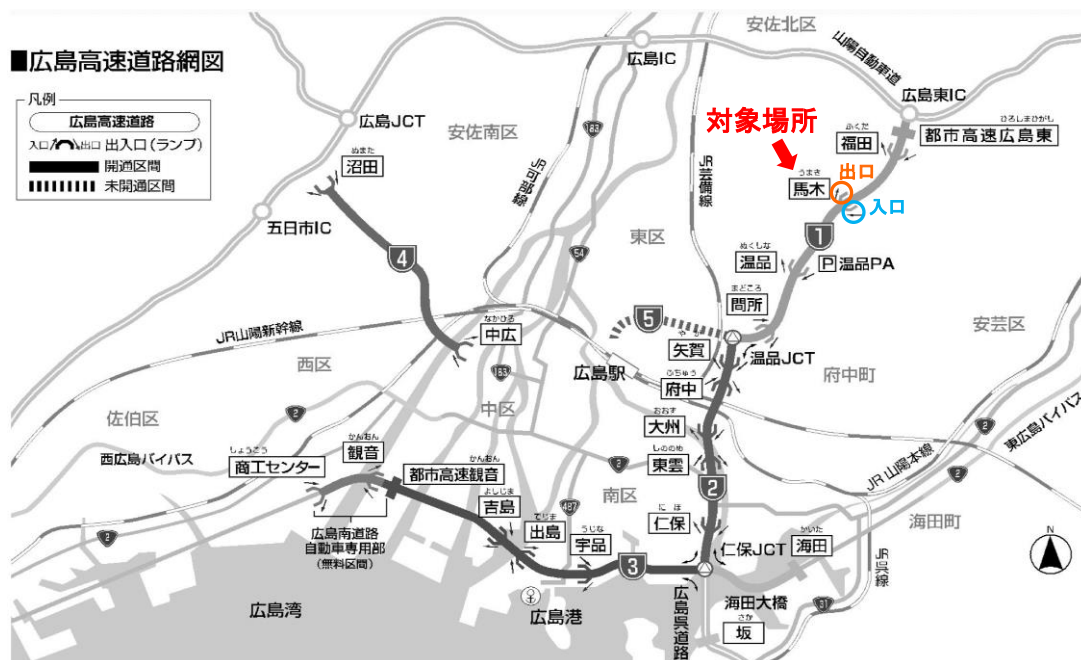 ■広島高速道路網図
凡例
広島高速道路
入口 出口 出入口（ランプ）
開通区間
未開通区間
安佐北区
広島IC
山陽自動車道
広島東IC
ひろしまひがし
都市高速広島東
ふくだ
福田
対象場所
うまき
馬木
出口
入口
広島JCT
安佐南区
183
JR可部線
JR芸備線
ぬまた
沼田
五日市IC
4
54
東区
1
ぬくしな
温品
P 温品PA
まどころ
間所
安芸区
5
やが
矢賀
温品JCT
JR山陽新幹線
なかひろ
中広
広島駅
ふちゅう
府中
府中町
西区
183
中区
佐伯区
2
おおず
大州
2
東広島バイパス
西広島バイパス
しょうこう
商工センター
かんおん
観音
かんおん
都市高速観音
しののめ
東雲
2
JR山陽本線
よしじま
吉島
487
南区
2
海田町
でじま
出島
うじな
宇品
にほ
仁保
仁保JCT
かいた
海田
2
広島南道路
自動車専用部
（無料区間）
3
JR呉線
N
広島湾
広島港
広島呉道路
海田大橋
31
さか
坂